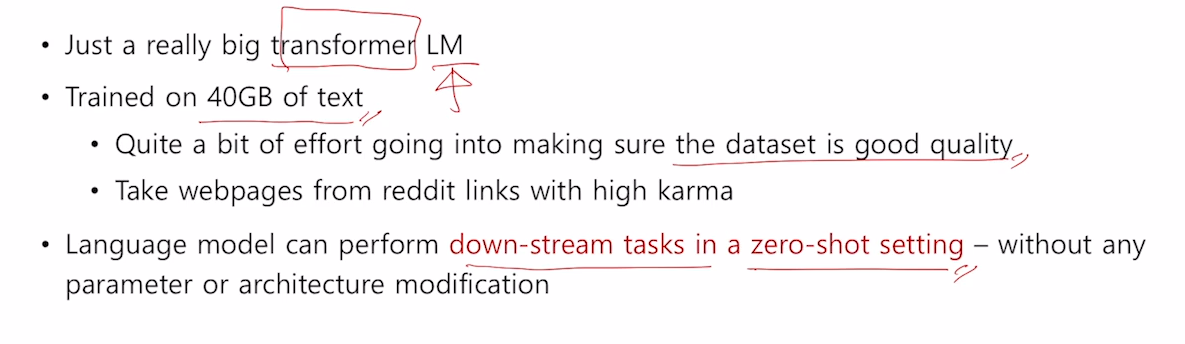 • Just a really big transformer LM
• Trained on 40GB of text
• Quite a bit of effort going into making sure the dataset is good quality
• Take webpages from reddit links with high karma
• Language model can perform down-stream tasks in a zero-shot setting – without any
parameter or architecture modification